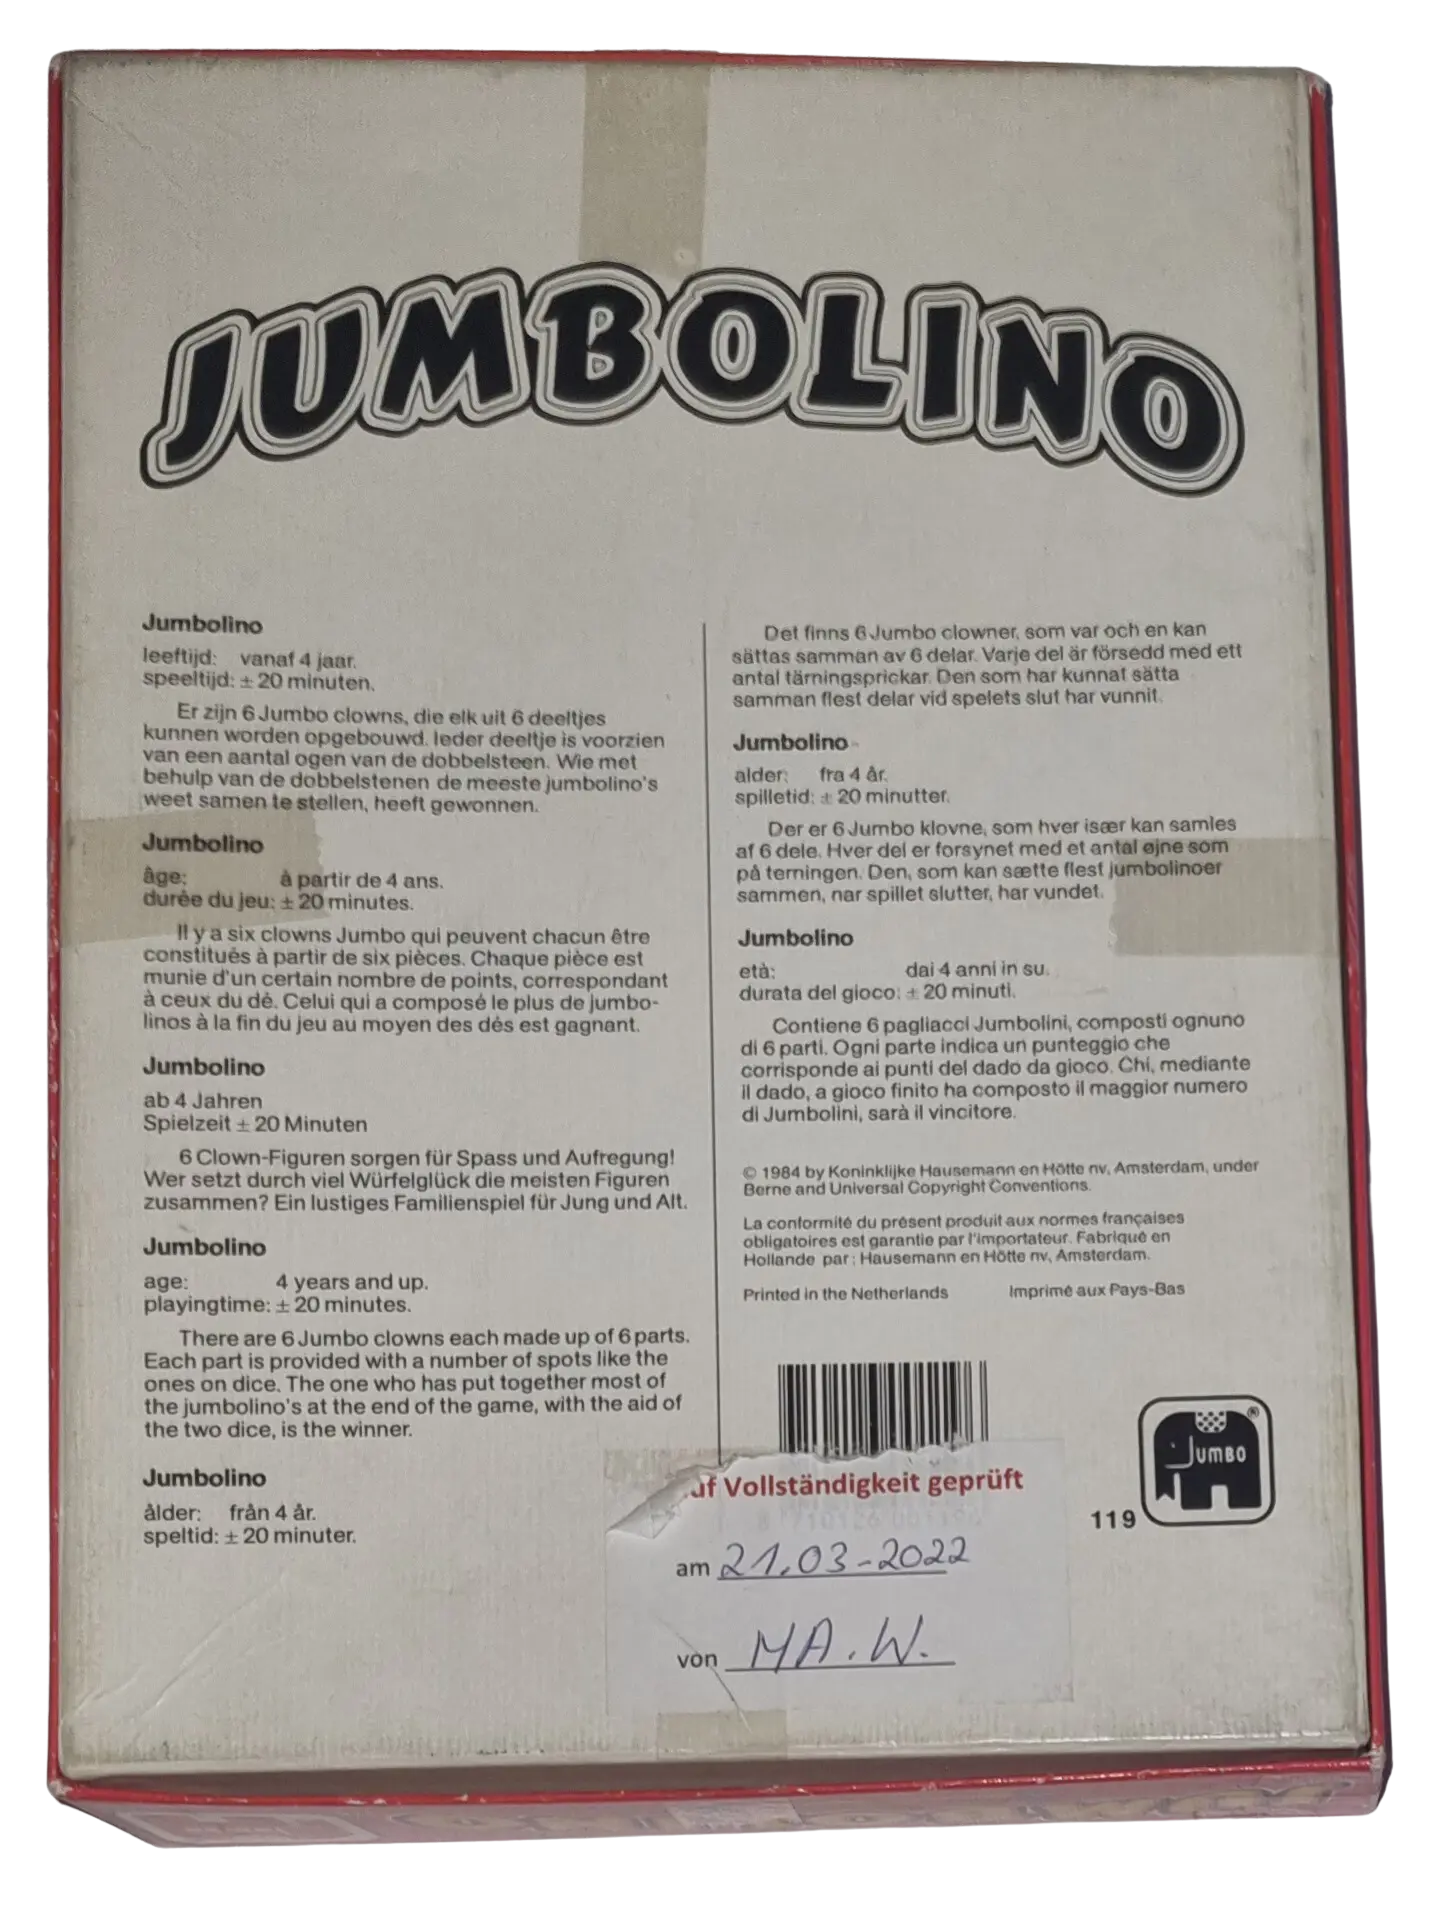 JUMBOLINO
Jumbolino
leeftijd: vanaf 4 jaar.
speeltijd: ± 20 minuten.
Er zijn 6 Jumbo clowns, die elk uit 6 deeltjes
kunnen worden opgebouwd. Ieder deeltje is voorzien
van een aantal ogen van de dobbelsteen. Wie met
behulp van de dobbelstenen de meeste jumbolino's
weet samen te stellen, heeft gewonnen.
Jumbolino
âge: à partir de 4 ans.
durée du jeu: ± 20 minutes.
Il y a six clowns Jumbo qui peuvent chacun être
constitués à partir de six pièces. Chaque pièce est
munie d'un certain nombre de points, correspondant
à ceux du dé. Celui qui a composé le plus de jumbo-
linos à la fin du jeu au moyen des dés est gagnant.
Jumbolino
ab 4 Jahren
Spielzeit ± 20 Minuten
6 Clown-Figuren sorgen für Spass und Aufregung!
Wer setzt durch viel Würfelglück die meisten Figuren
zusammen? Ein lustiges Familienspiel für Jung und Alt.
Jumbolino
age: 4 years and up.
playingtime: ± 20 minutes.
There are 6 Jumbo clowns each made up of 6 parts.
Each part is provided with a number of spots like the
ones on dice. The one who has put together most of
the jumbolino's at the end of the game, with the aid of
the two dice, is the winner.
Jumbolino
ålder: från 4 år.
speltid: ± 20 minuter.
Det finns 6 Jumbo clowner, som var och en kan
sättas samman av 6 delar. Varje del är försedd med ett
antal tärningsprickar. Den som har kunnat sätta
samman flest delar vid spelets slut har vunnit.
Jumbolino
alder: fra 4 år.
spilletid: ± 20 minutter.
Der er 6 Jumbo klovne, som hver især kan samles
af 6 dele. Hver del er forsynet med et antal øjne som
på terningen. Den, som kan sætte flest jumbolinoer
sammen, nar spillet slutter, har vundet.
Jumbolino
età: dai 4 anni in su.
durata del gioco: ± 20 minuti.
Contiene 6 pagliacci Jumbolini, composti ognuno
di 6 parti. Ogni parte indica un punteggio che
corrisponde ai punti del dado da gioco. Chi, mediante
il dado, a gioco finito ha composto il maggior numero
di Jumbolini, sarà il vincitore.
© 1984 by Koninklijke Hausemann en Hötte nv, Amsterdam, under
Berne and Universal Copyright Conventions.
La conformité du présent produit aux normes françaises
obligatoires est garantie par l'importateur. Fabriqué en
Hollande par: Hausemann en Hötte nv, Amsterdam.
Printed in the Netherlands Imprimé aux Pays-Bas
JUMBO ®
119
uf Vollständigkeit geprüft
am 21.03-2022
von MA.W.